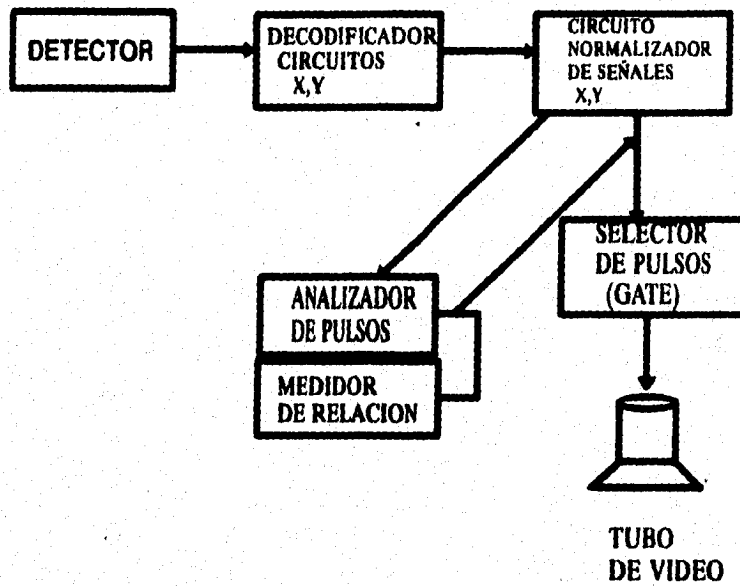 DETECTOR
DECODIFICADOR
CIRCUITOS
X,Y
CIRCUITO
NORMALIZADOR
DE SEÑALES
X,Y
SELECTOR
DE PULSOS
(GATE)
ANALIZADOR
DE PULSOS
MEDIDOR
DE RELACION
TUBO
DE VIDEO